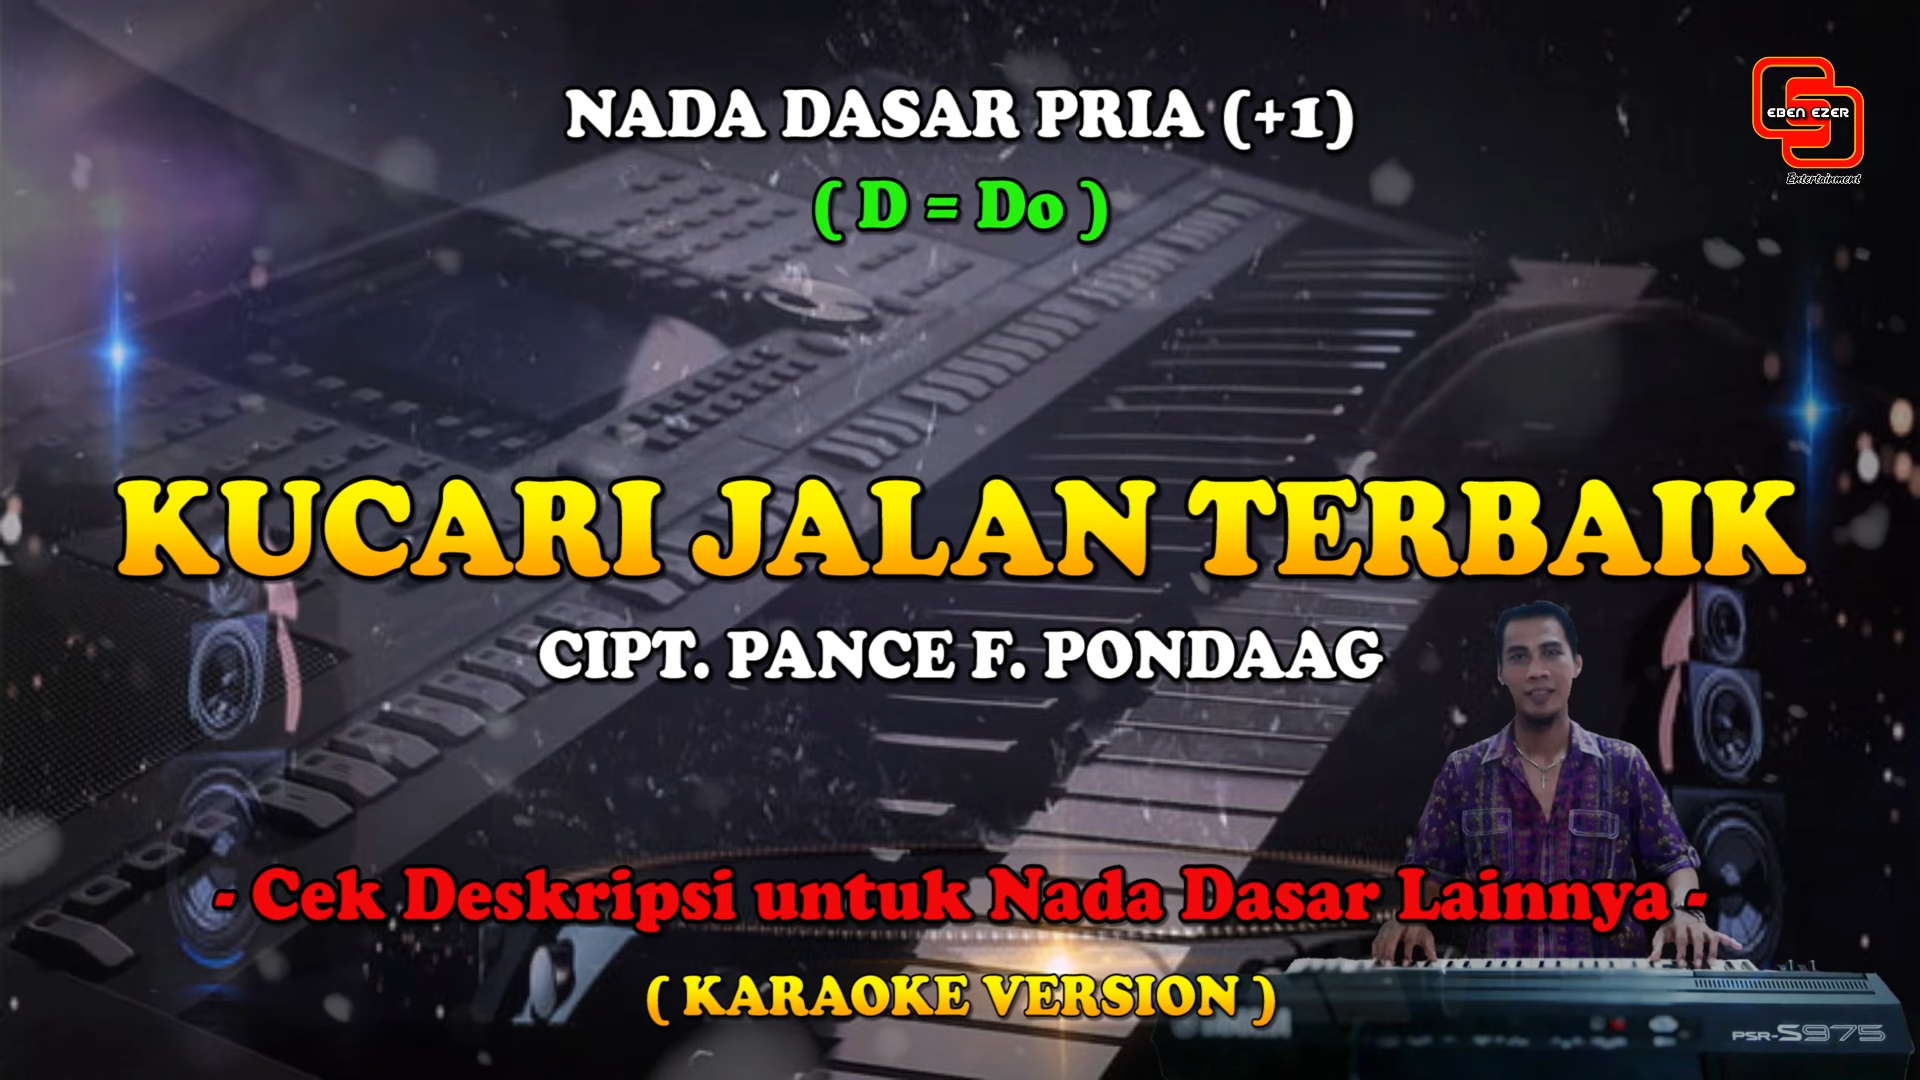 NADA DASAR PRIA (+1)
( D = Do )
EBEN EZER
Entertainment
KUCARI JALAN TERBAIK
CIPT. PANCE F. PONDAAG
- Cek Deskripsi untuk Nada Dasar Lainnya -
( KARAOKE VERSION )
PSR-S975